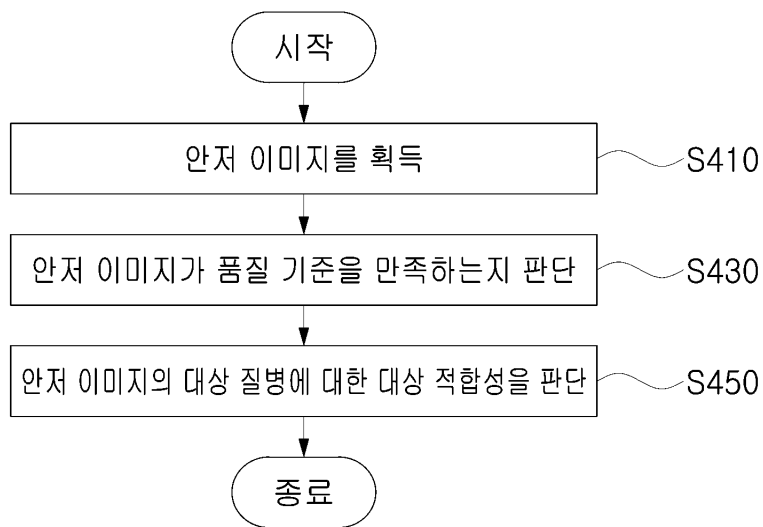 시작
안저 이미지를 획득
S410
안저 이미지가 품질 기준을 만족하는지 판단
S430
안저 이미지의 대상 질병에 대한 대상 적합성을 판단
S450
종료